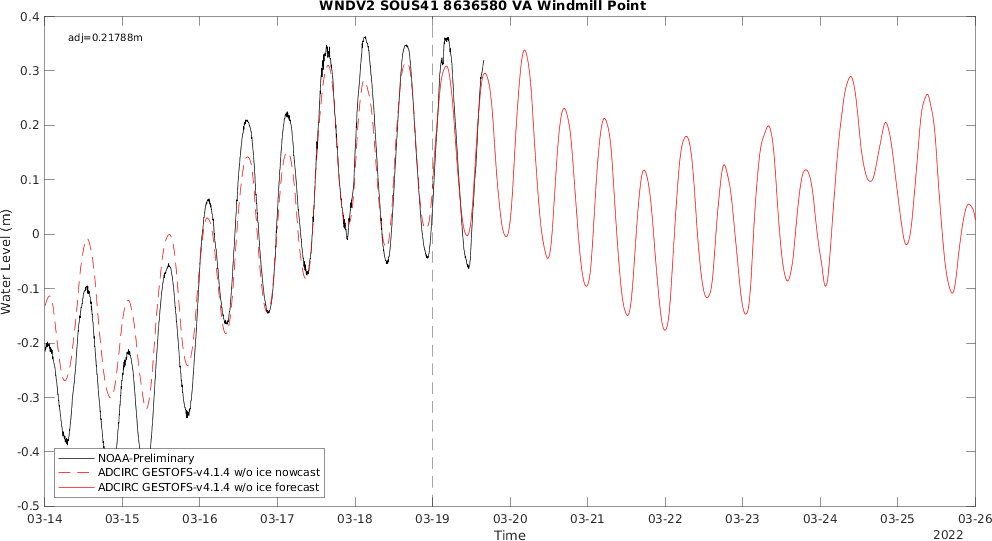 WNDV2 SOUS41 8636580 VA Windmill Point
adj=0.21788m
Water Level (m)
0.4
0.3
0.2
0.1
0
-0.1
-0.2
-0.3
-0.4
-0.5
NOAA-Preliminary
ADCIRC GESTOFS-v4.1.4 w/o ice nowcast
ADCIRC GESTOFS-v4.1.4 w/o ice forecast
03-14 03-15 03-16 03-17 03-18 03-19 03-20 03-21 03-22 03-23 03-24 03-25 03-26
Time
2022